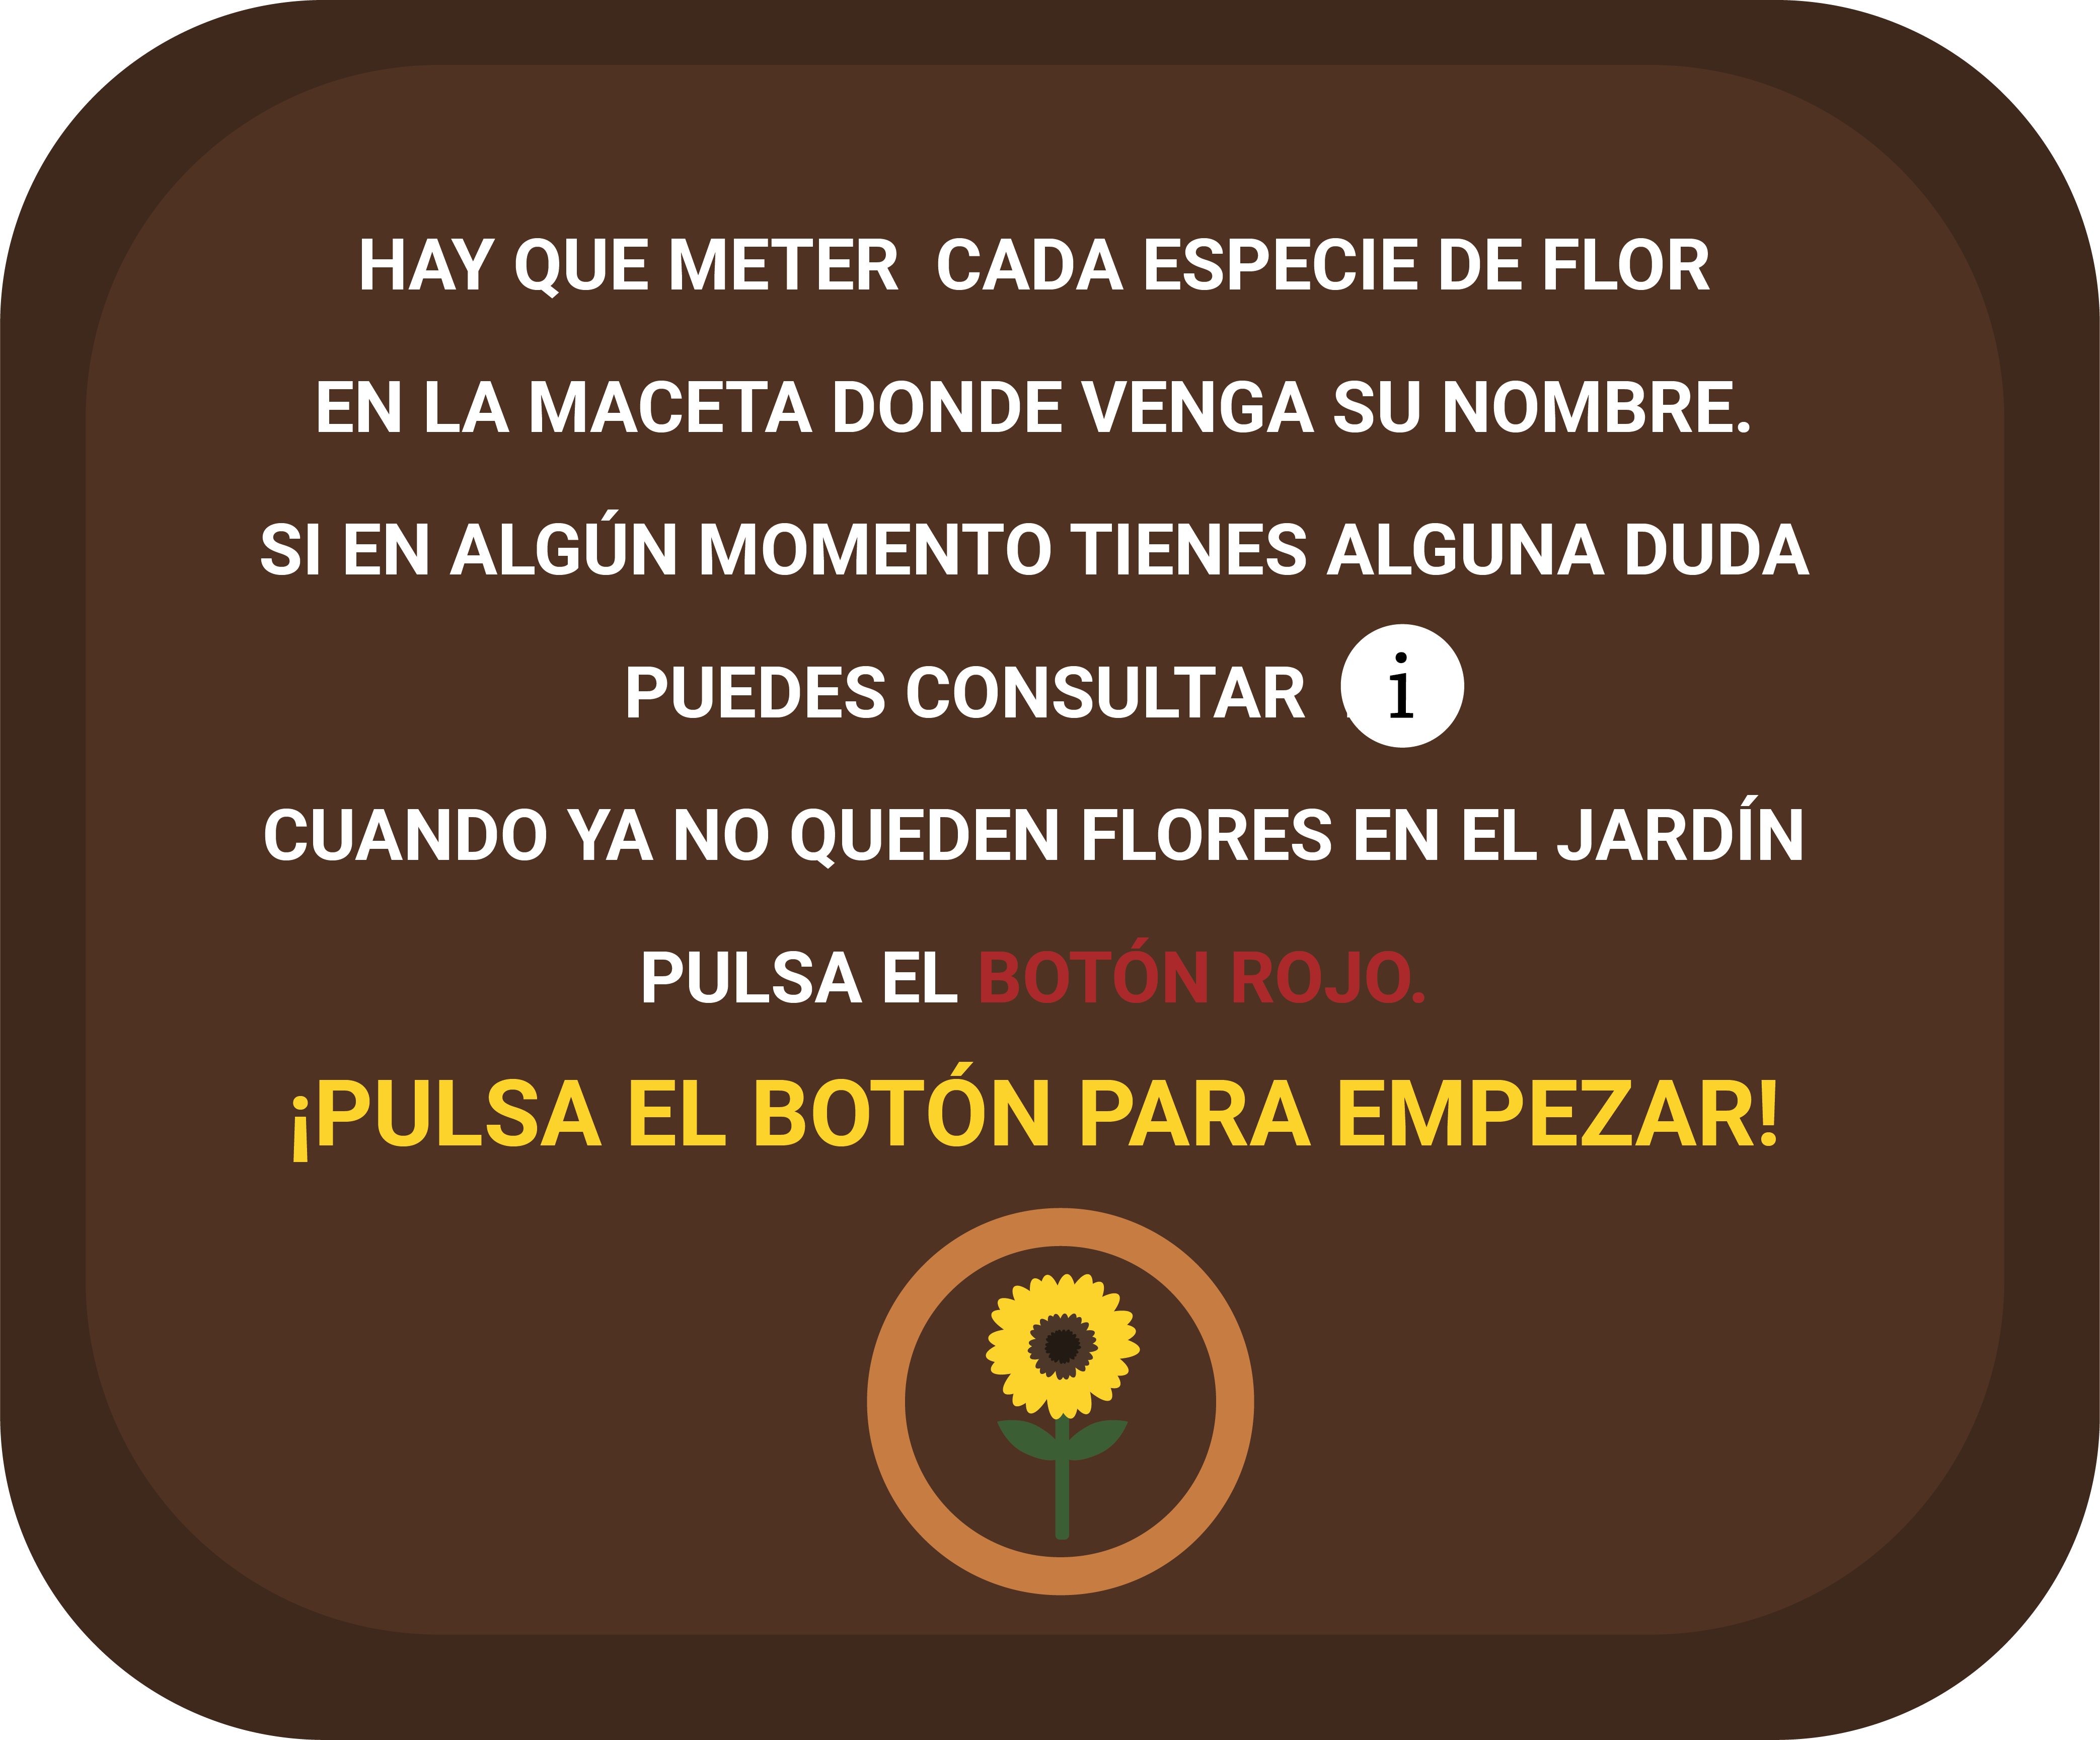 HAY QUE METER CADA ESPECIE DE FLOR
EN LA MACETA DONDE VENGA SU NOMBRE.
SI EN ALGÚN MOMENTO TIENES ALGUNA DUDA
PUEDES CONSULTAR i
CUANDO YA NO QUEDEN FLORES EN EL JARDÍN
PULSA EL BOTÓN ROJO.
¡PULSA EL BOTÓN PARA EMPEZAR!